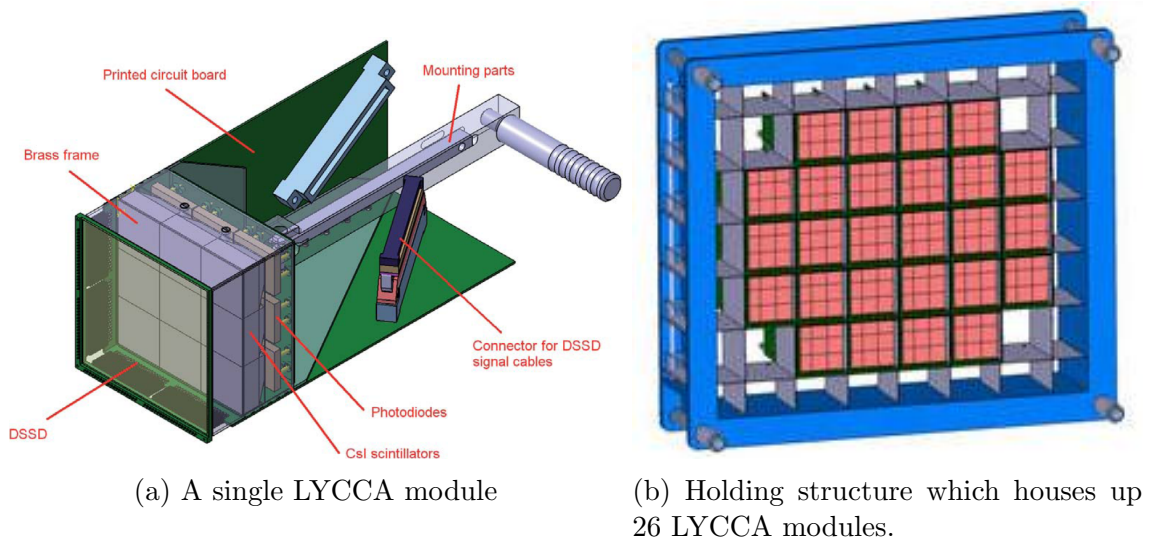 Printed circuit board
Mounting parts
Brass frame
Connector for DSSD
signal cables
Photodiodes
DSSD
CsI scintillators
(a) A single LYCCA module
(b) Holding structure which houses up
26 LYCCA modules.